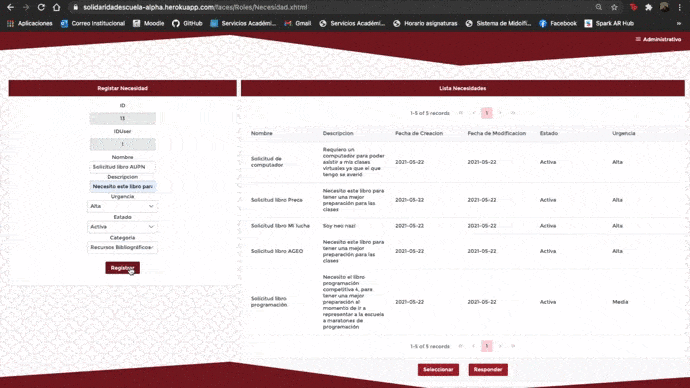 solidaridadescuela-alpha.herokuapp.com/faces/Roles/Necesidad.xhtml
Aplicaciones Correo Institucional Moodle GitHub Servicios Académi... Gmail Servicios Académi... Horario asignaturas Sistema de Midolfi... Facebook Spark AR Hub
Administrativo
Registar Necesidad
ID
13
IDUser
1
Nombre
Solicitud libro AUPN
Descripcion
Necesito este libro para
Urgencia
Alta
Estado
Activa
Categoria
Recursos Bibliográficos
Registrar
Lista Necesidades
1-5 of 5 records 1
Nombre Descripcion Fecha de Creacion Fecha de Modificacion Estado Urgencia
Solicitud de
computador
Requiero un
computador para poder
asistir a mis clases
virtuales ya que el que
tengo se averió
2021-05-22 2021-05-22 Activa Alta
Solicitud libro Preca
Necesito este libro para
tener una mejor
preparación para las
clases
2021-05-22 2021-05-22 Activa Alta
Solicitud libro Mi lucha Soy neo nazi 2021-05-22 2021-05-22 Activa Alta
Solicitud libro AGEO
Necesito este libro para
tener una mejor
preparación para las
clases
2021-05-22 2021-05-22 Activa Alta
Solicitud libro
programación
Necesito el libro
programación
competitiva 4, para
tener una mejor
preparación al
momento de ir a
representar a la escuela
a maratones de
programación
2021-05-22 2021-05-22 Activa Media
1-5 of 5 records 1
Seleccionar Responder